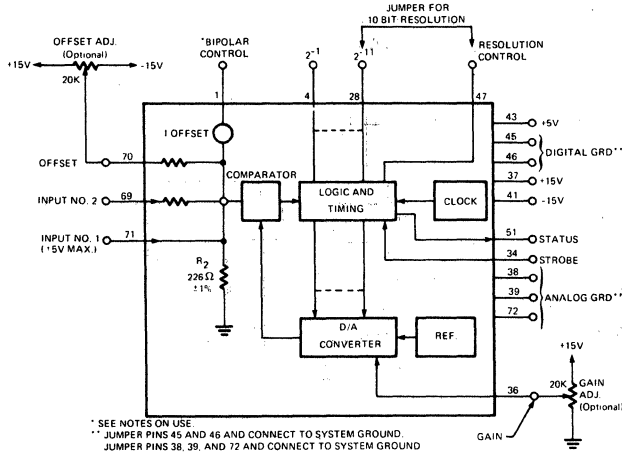 JUMPER FOR
10 BIT RESOLUTION
OFFSET ADJ.
(Optional)
+15V
-15V
20K
*BIPOLAR
CONTROL
2-1
2-11
RESOLUTION
CONTROL
1
4
28
47
I OFFSET
43 +5V
45
46
DIGITAL GRD**
37 +15V
41 -15V
OFFSET 70
COMPARATOR
LOGIC AND
TIMING
CLOCK
INPUT NO. 2 69
INPUT NO. 1 71
(+5V MAX.)
51 STATUS
34 STROBE
38
39
72
ANALOG GRD**
R2
226Ω
±1%
D/A
CONVERTER
REF.
+15V
36
20K GAIN
ADJ.
(Optional)
GAIN
* SEE NOTES ON USE.
** JUMPER PINS 45 AND 46 AND CONNECT TO SYSTEM GROUND.
JUMPER PINS 38, 39, AND 72 AND CONNECT TO SYSTEM GROUND